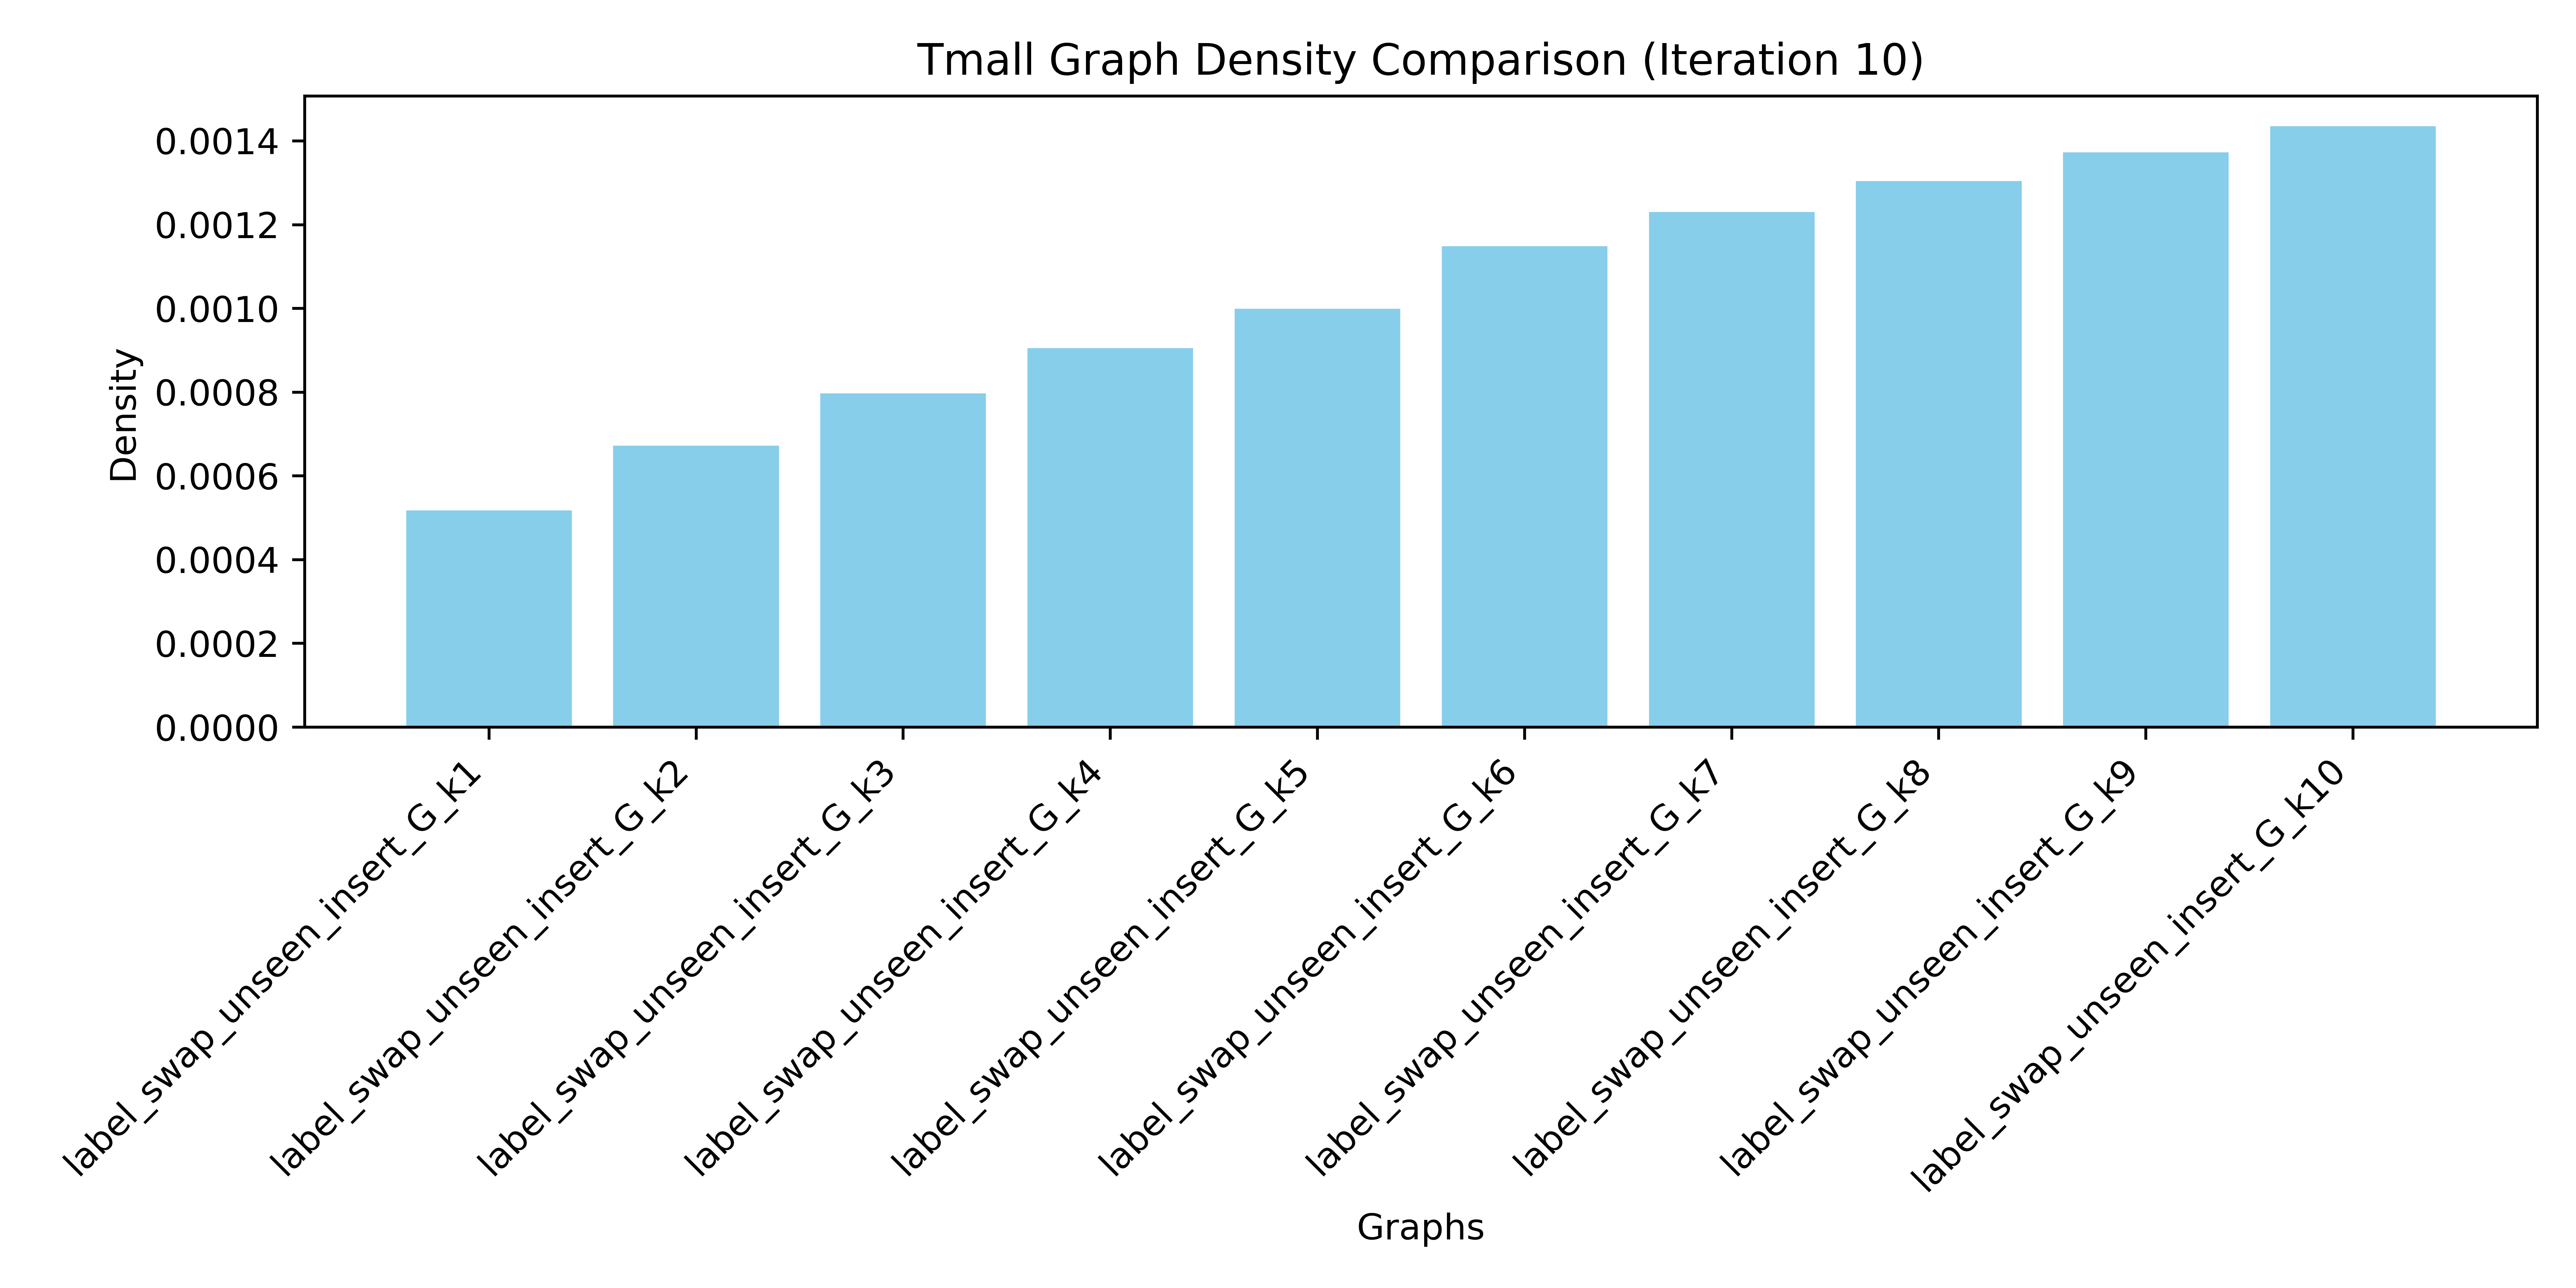 Tmall Graph Density Comparison (Iteration 10)
Density
0.0014
0.0012
0.0010
0.0008
0.0006
0.0004
0.0002
0.0000
label_swap_unseen_insert_G_k1
label_swap_unseen_insert_G_k2
label_swap_unseen_insert_G_k3
label_swap_unseen_insert_G_k4
label_swap_unseen_insert_G_k5
label_swap_unseen_insert_G_k6
label_swap_unseen_insert_G_k7
label_swap_unseen_insert_G_k8
label_swap_unseen_insert_G_k9
label_swap_unseen_insert_G_k10
Graphs